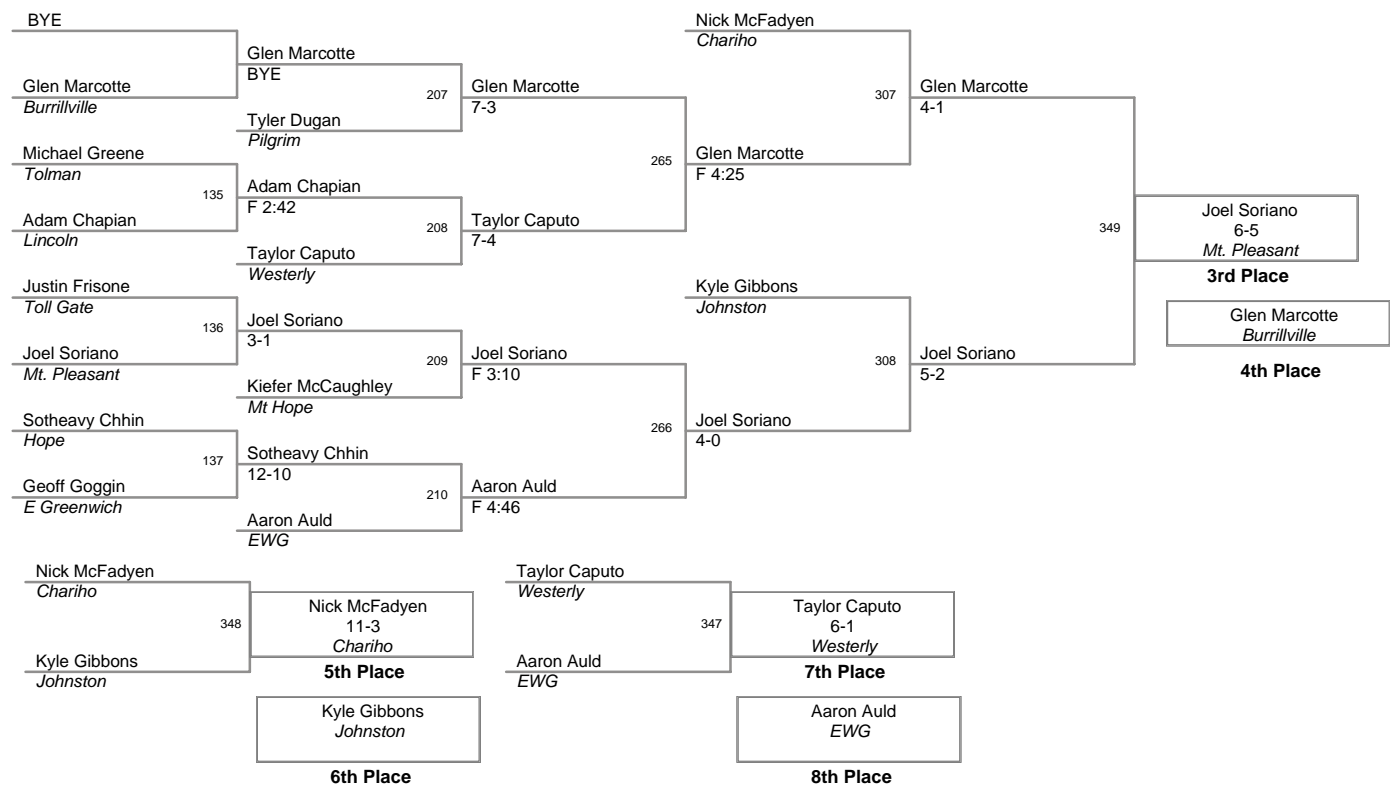 BYE
Glen Marcotte
Burrillville
Michael Greene
Tolman
135
Adam Chapian
Lincoln
Justin Frisone
Toll Gate
136
Joel Soriano
Mt. Pleasant
Sotheavy Chhin
Hope
137
Geoff Goggin
E Greenwich
Glen Marcotte
BYE
207
Tyler Dugan
Pilgrim
Adam Chapian
F 2:42
208
Taylor Caputo
Westerly
Joel Soriano
3-1
209
Kiefer McCaughley
Mt Hope
Sotheavy Chhin
12-10
210
Aaron Auld
EWG
Glen Marcotte
7-3
265
Taylor Caputo
7-4
Joel Soriano
F 3:10
266
Aaron Auld
F 4:46
Nick McFadyen
Chariho
307
Glen Marcotte
F 4:25
Kyle Gibbons
Johnston
308
Joel Soriano
4-0
Glen Marcotte
4-1
349
Joel Soriano
5-2
Joel Soriano
6-5
Mt. Pleasant
3rd Place
Glen Marcotte
Burrillville
4th Place
Nick McFadyen
Chariho
348
Kyle Gibbons
Johnston
Nick McFadyen
11-3
Chariho
5th Place
Kyle Gibbons
Johnston
6th Place
Taylor Caputo
Westerly
347
Aaron Auld
EWG
Taylor Caputo
6-1
Westerly
7th Place
Aaron Auld
EWG
8th Place